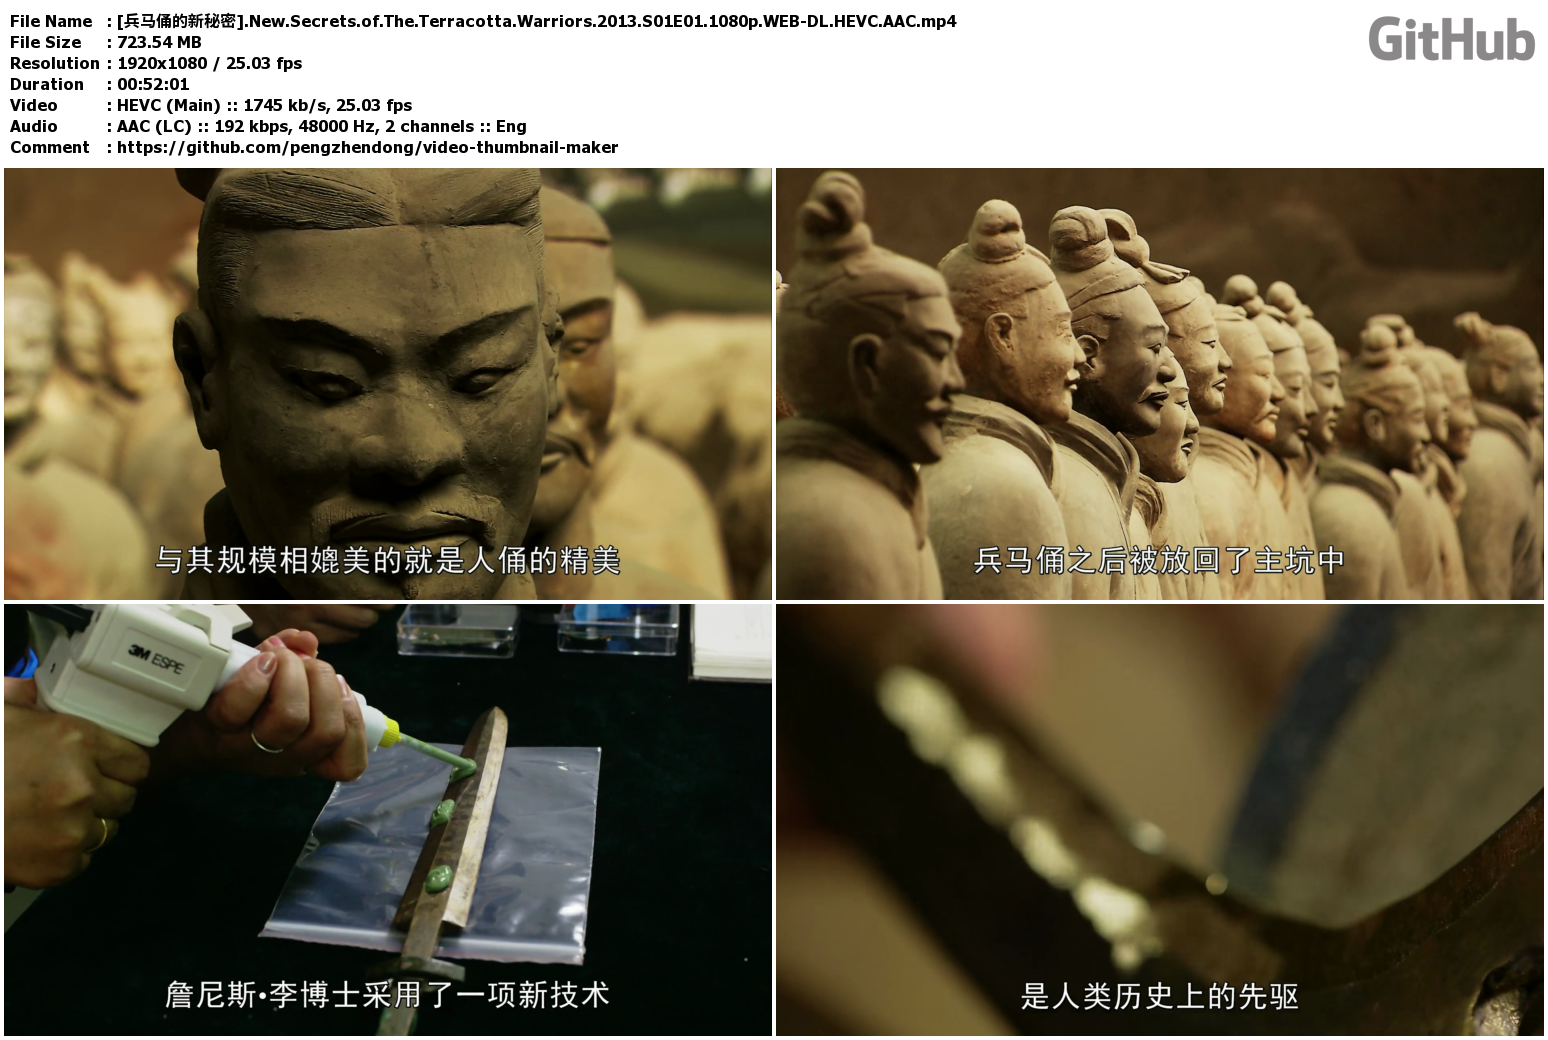 File Name : [兵马俑的新秘密].New.Secrets.of.The.Terracotta.Warriors.2013.S01E01.1080p.WEB-DL.HEVC.AAC.mp4
GitHub
File Size : 723.54 MB
Resolution : 1920x1080 / 25.03 fps
Duration : 00:52:01
Video : HEVC (Main) :: 1745 kb/s, 25.03 fps
Audio : AAC (LC) :: 192 kbps, 48000 Hz, 2 channels :: Eng
Comment : https://github.com/pengzhendong/video-thumbnail-maker
与其规模相媲美的就是人俑的精美
兵马俑之后被放回了主坑中
3M ESPE
詹尼斯•李博士采用了一项新技术
是人类历史上的先驱